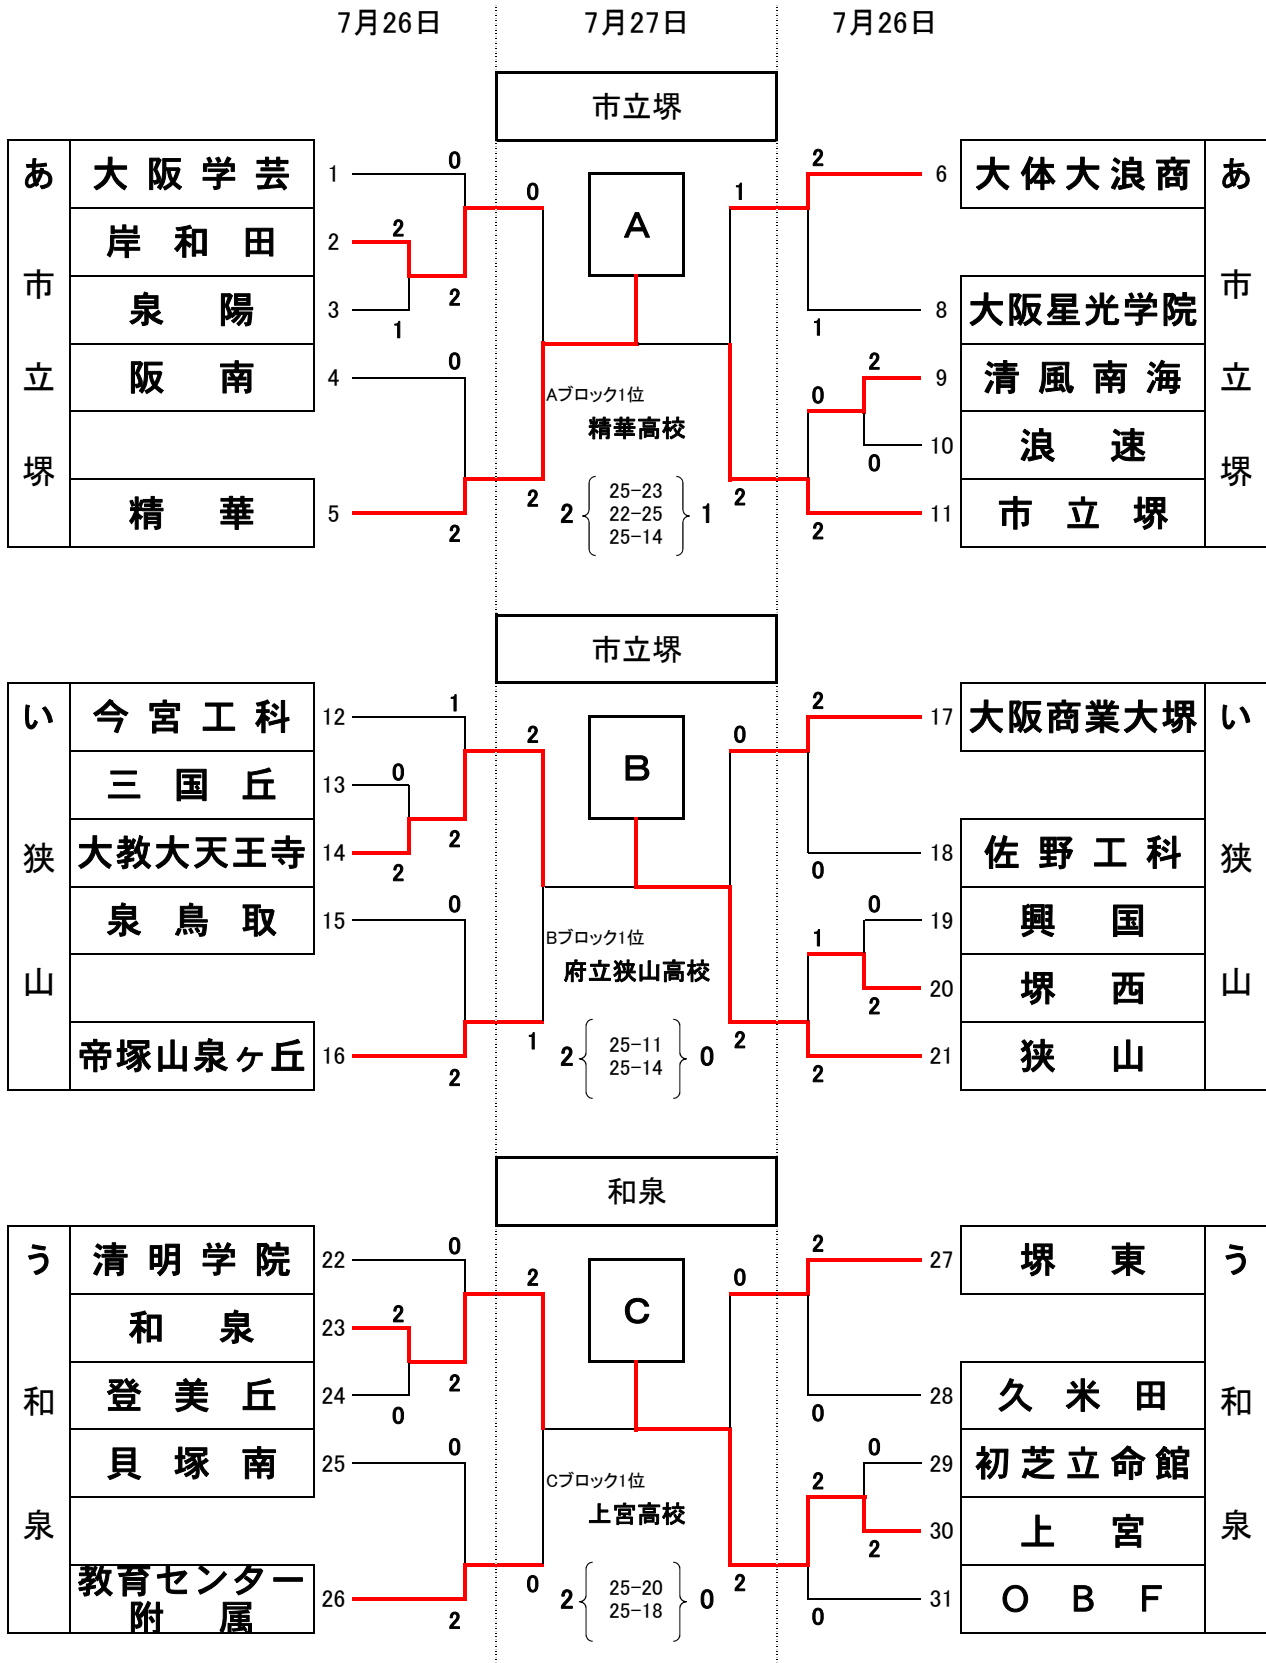 7月26日 7月27日 7月26日
市立堺
あ 市 立 堺
大阪学芸 1 0
岸和田 2 2
泉陽 3 1
2
阪南 4 0
精華 5 2
0
2
A
Aブロック1位
精華高校
2 25-23 1
22-25
25-14
1
2
2 6 大体大浪商
1 8 大阪星光学院
2 9 清風南海
0
0 10 浪速
2 11 市立堺
あ 市 立 堺
市立堺
い 狭 山
今宮工科 12 1
三国丘 13 0
大教大天王寺 14 2
2
泉鳥取 15 0
帝塚山泉ヶ丘 16 2
2
1
B
Bブロック1位
府立狭山高校
2 25-11 0
25-14
0
2
2 17 大阪商業大堺
0 18 佐野工科
0 19 興国
1
2 20 堺西
2 21 狭山
い 狭 山
和泉
う 和 泉
清明学院 22 0
和泉 23 2
登美丘 24 0
2
貝塚南 25 0
教育センター
附属 26 2
2
0
C
Cブロック1位
上宮高校
2 25-20 0
25-18
0
2
2 27 堺東
0 28 久米田
0 29 初芝立命館
2
2 30 上宮
0 31 OBF
う 和 泉